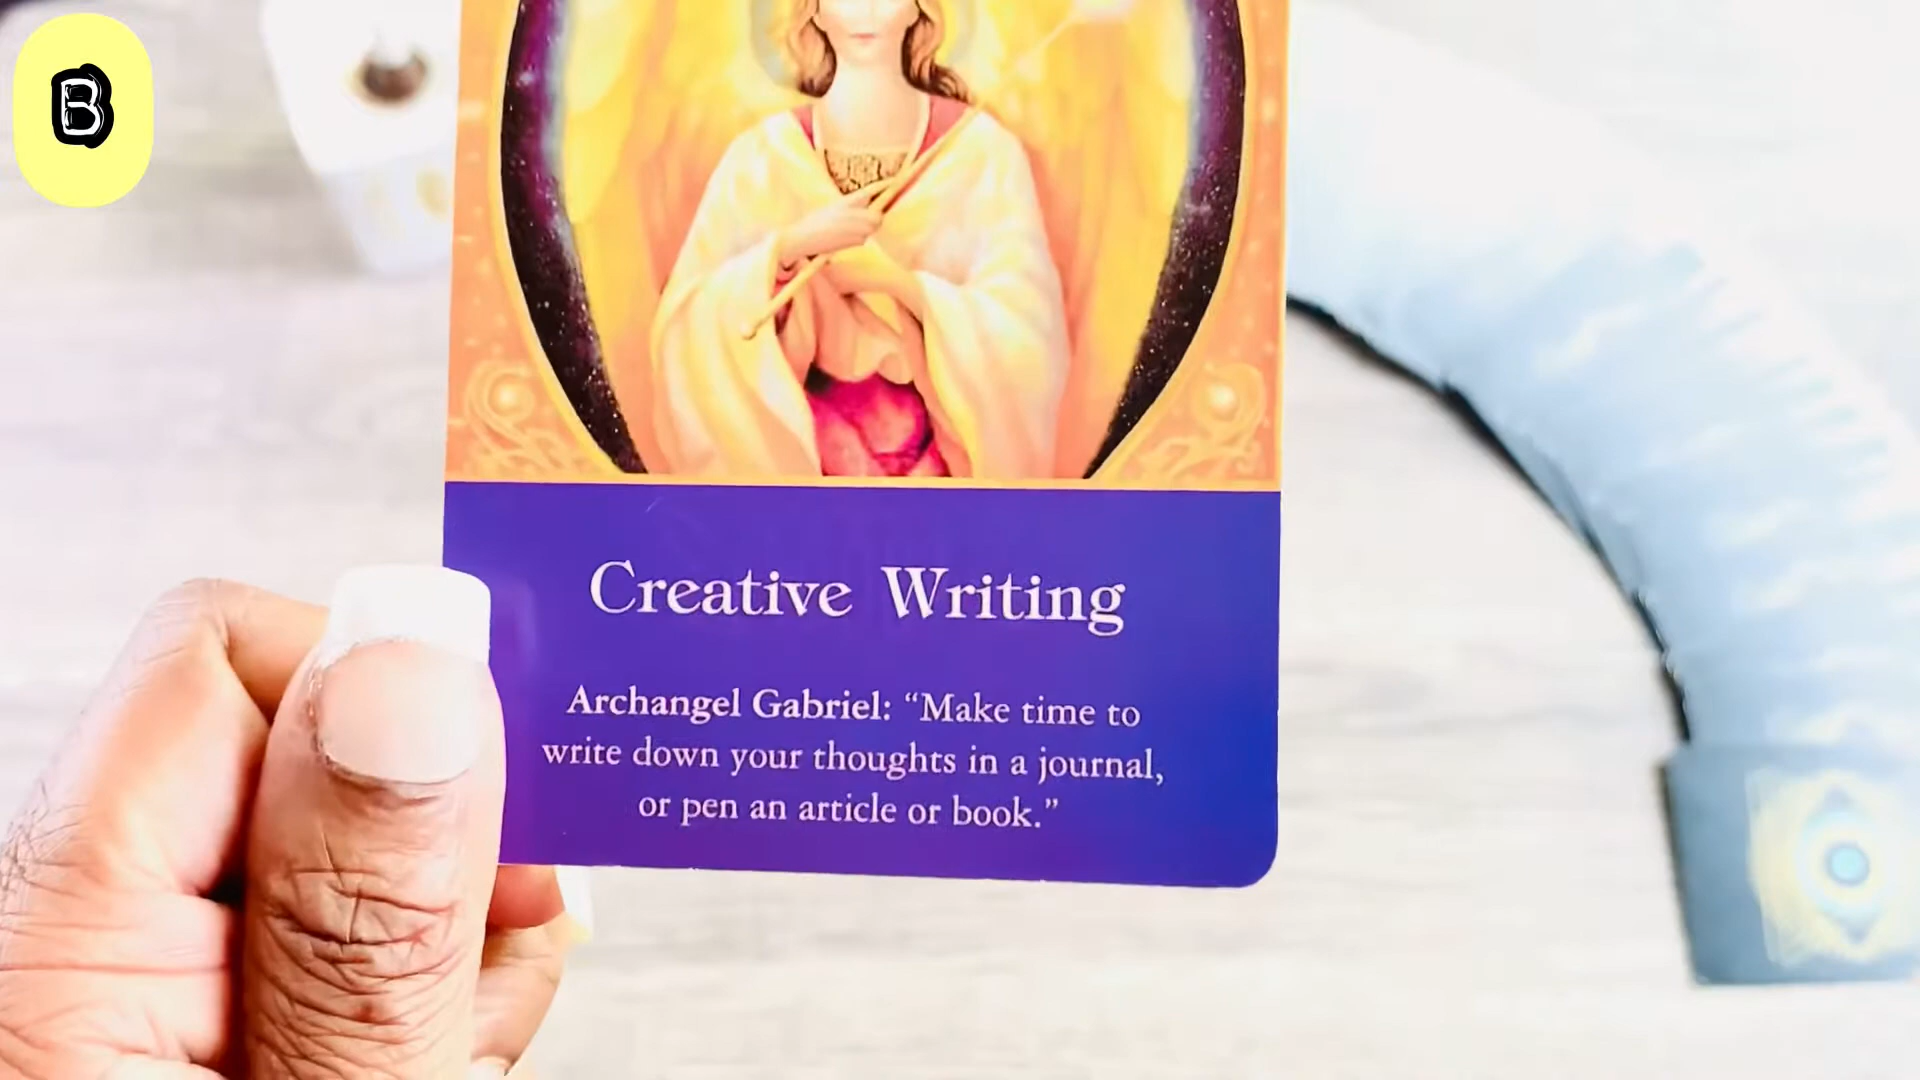 B
Creative Writing
Archangel Gabriel: “Make time to
write down your thoughts in a journal,
or pen an article or book.”